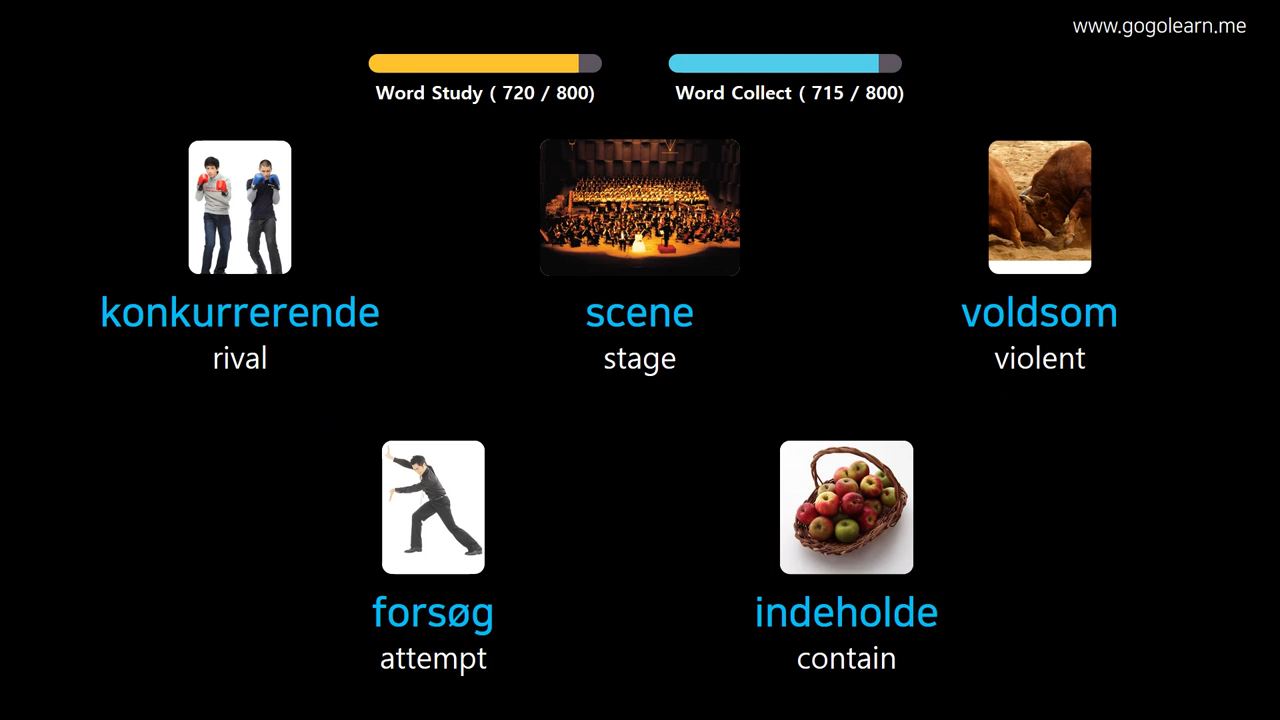 www.gogolearn.me
Word Study ( 720 / 800)
Word Collect ( 715 / 800)
konkurrerende
rival
scene
stage
voldsom
violent
forsøg
attempt
indeholde
contain